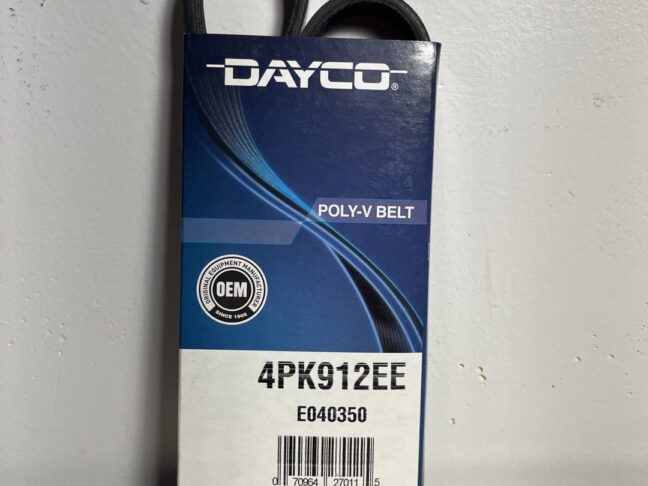 DAYCO®
POLY-V BELT
ORIGINAL EQUIPMENT MANUFACTURER
OEM
SINCE 1905
4PK912EE
E040350
0 70964 27011 5